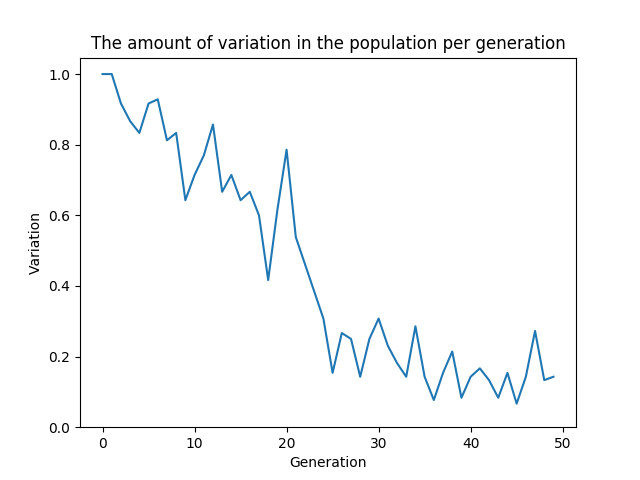 The amount of variation in the population per generation
1.0
0.8
0.6
0.4
0.2
0.0
Variation
0 10 20 30 40 50
Generation